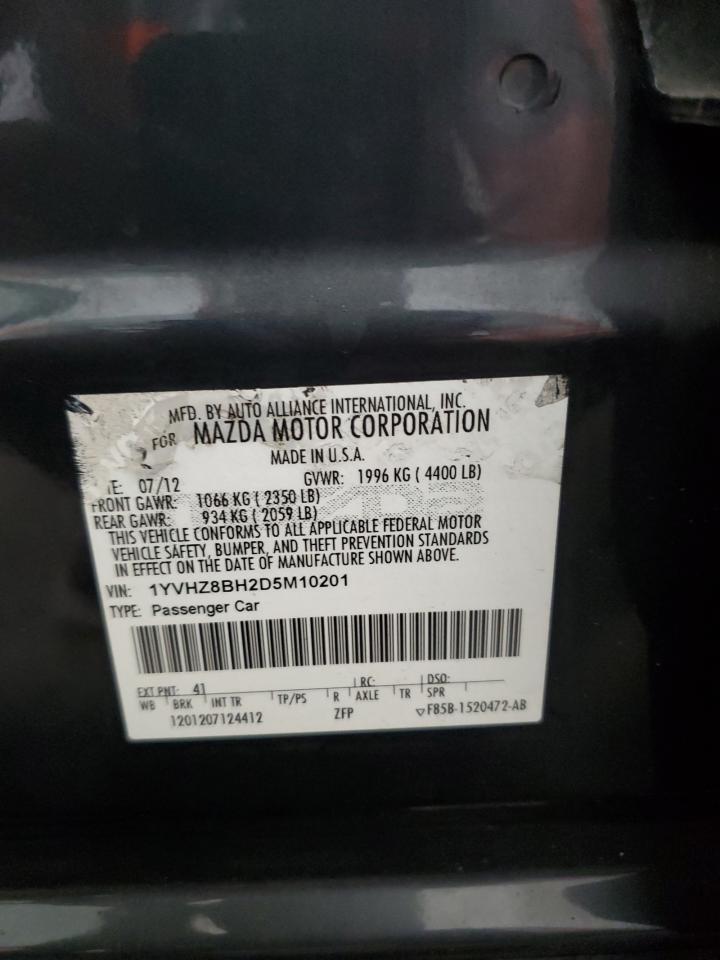 MFD. BY AUTO ALLIANCE INTERNATIONAL, INC.
FOR MAZDA MOTOR CORPORATION
MADE IN U.S.A.
TE: 07/12 GVWR: 1996 KG ( 4400 LB)
FRONT GAWR: 1066 KG ( 2350 LB)
REAR GAWR: 934 KG ( 2059 LB)
THIS VEHICLE CONFORMS TO ALL APPLICABLE FEDERAL MOTOR
VEHICLE SAFETY, BUMPER, AND THEFT PREVENTION STANDARDS
IN EFFECT ON THE DATE OF MANUFACTURE SHOWN ABOVE.
VIN: 1YVHZ8BH2D5M10201
TYPE: Passenger Car
EXT PNT: 41 RC: DSO:
WB BRK INT TR TP/PS R AXLE TR SPR
1201207124412 ZFP ▽F85B-1520472-AB